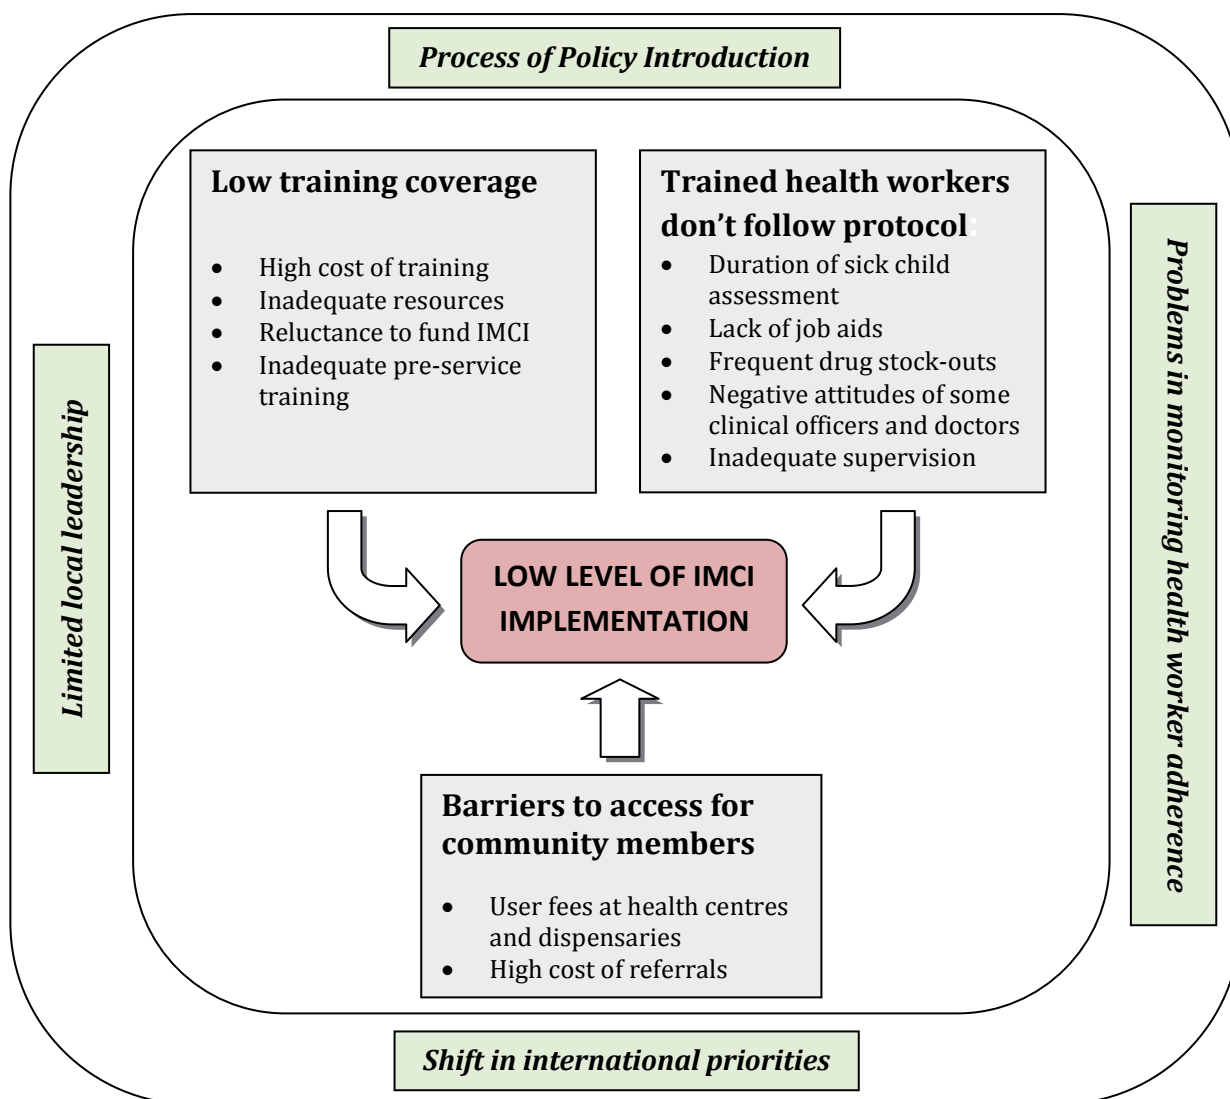 Process of Policy Introduction
Low training coverage
• High cost of training
• Inadequate resources
• Reluctance to fund IMCI
• Inadequate pre-service
training
Trained health workers
don’t follow protocol:
• Duration of sick child
assessment
• Lack of job aids
• Frequent drug stock-outs
• Negative attitudes of some
clinical officers and doctors
• Inadequate supervision
Limited local leadership
LOW LEVEL OF IMCI
IMPLEMENTATION
Problems in monitoring health worker adherence
Barriers to access for
community members
• User fees at health centres
and dispensaries
• High cost of referrals
Shift in international priorities